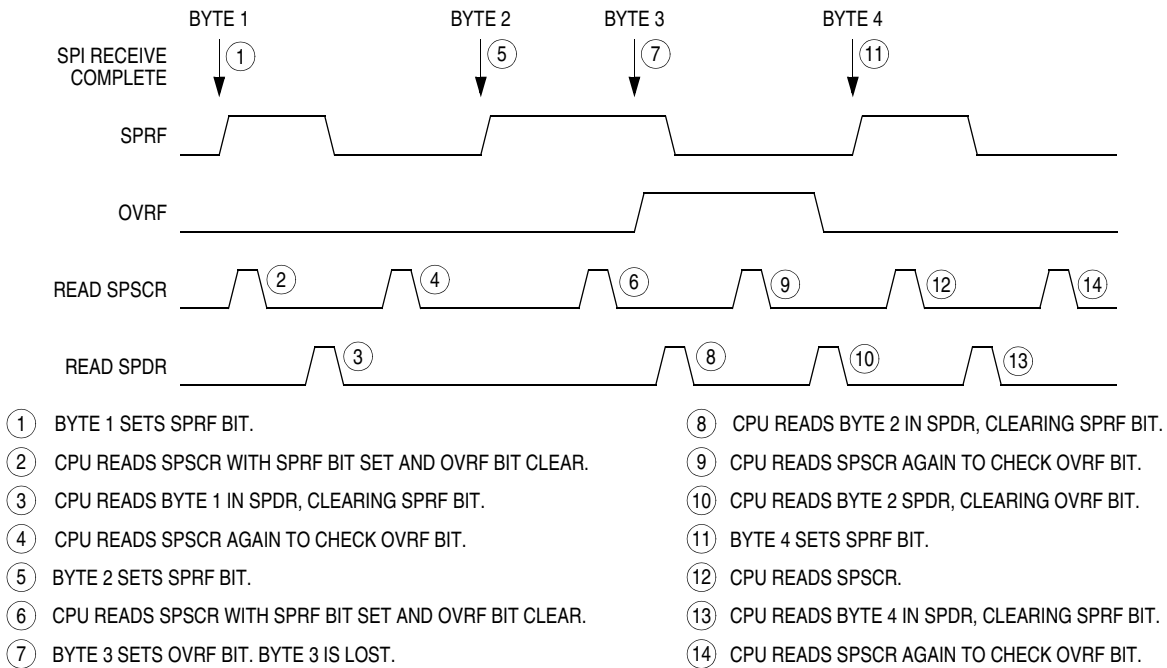 BYTE 1 BYTE 2 BYTE 3 BYTE 4
SPI RECEIVE
COMPLETE
1 5 7 11
SPRF
OVRF
READ SPSCR
2 4 6 9 12 14
READ SPDR
3 8 10 13
1 BYTE 1 SETS SPRF BIT.
2 CPU READS SPSCR WITH SPRF BIT SET AND OVRF BIT CLEAR.
3 CPU READS BYTE 1 IN SPDR, CLEARING SPRF BIT.
4 CPU READS SPSCR AGAIN TO CHECK OVRF BIT.
5 BYTE 2 SETS SPRF BIT.
6 CPU READS SPSCR WITH SPRF BIT SET AND OVRF BIT CLEAR.
7 BYTE 3 SETS OVRF BIT. BYTE 3 IS LOST.
8 CPU READS BYTE 2 IN SPDR, CLEARING SPRF BIT.
9 CPU READS SPSCR AGAIN TO CHECK OVRF BIT.
10 CPU READS BYTE 2 SPDR, CLEARING OVRF BIT.
11 BYTE 4 SETS SPRF BIT.
12 CPU READS SPSCR.
13 CPU READS BYTE 4 IN SPDR, CLEARING SPRF BIT.
14 CPU READS SPSCR AGAIN TO CHECK OVRF BIT.